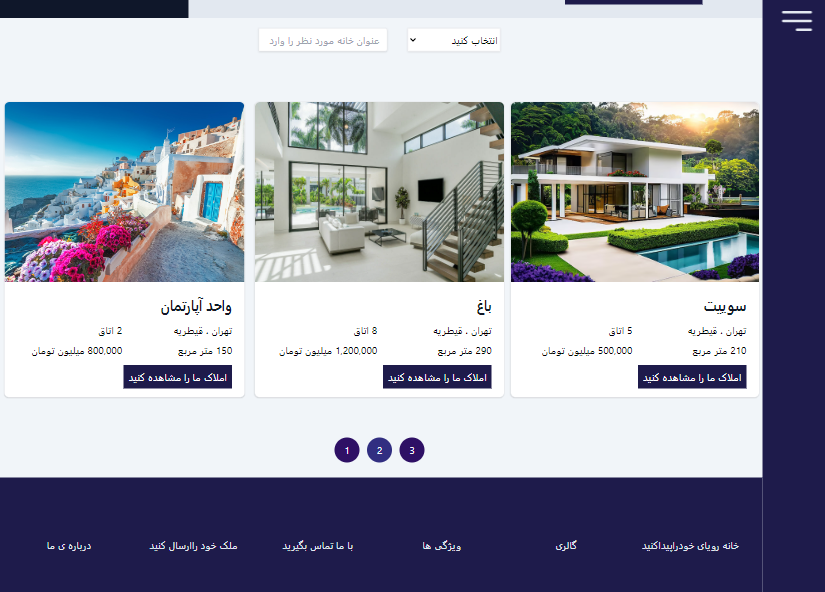 انتخاب کنید
عنوان خانه مورد نظر را وارد
سوییت
تهران ، قیطریه
5 اتاق
210 متر مربع
500,000 میلیون تومان
املاک ما را مشاهده کنید
باغ
تهران ، قیطریه
8 اتاق
290 متر مربع
1,200,000 میلیون تومان
املاک ما را مشاهده کنید
واحد آپارتمان
تهران ، قیطریه
2 اتاق
150 متر مربع
800,000 میلیون تومان
املاک ما را مشاهده کنید
1 2 3
خانه رویای خودراپیداکنید
گالری
ویژگی ها
با ما تماس بگیرید
ملک خود راارسال کنید
درباره ی ما